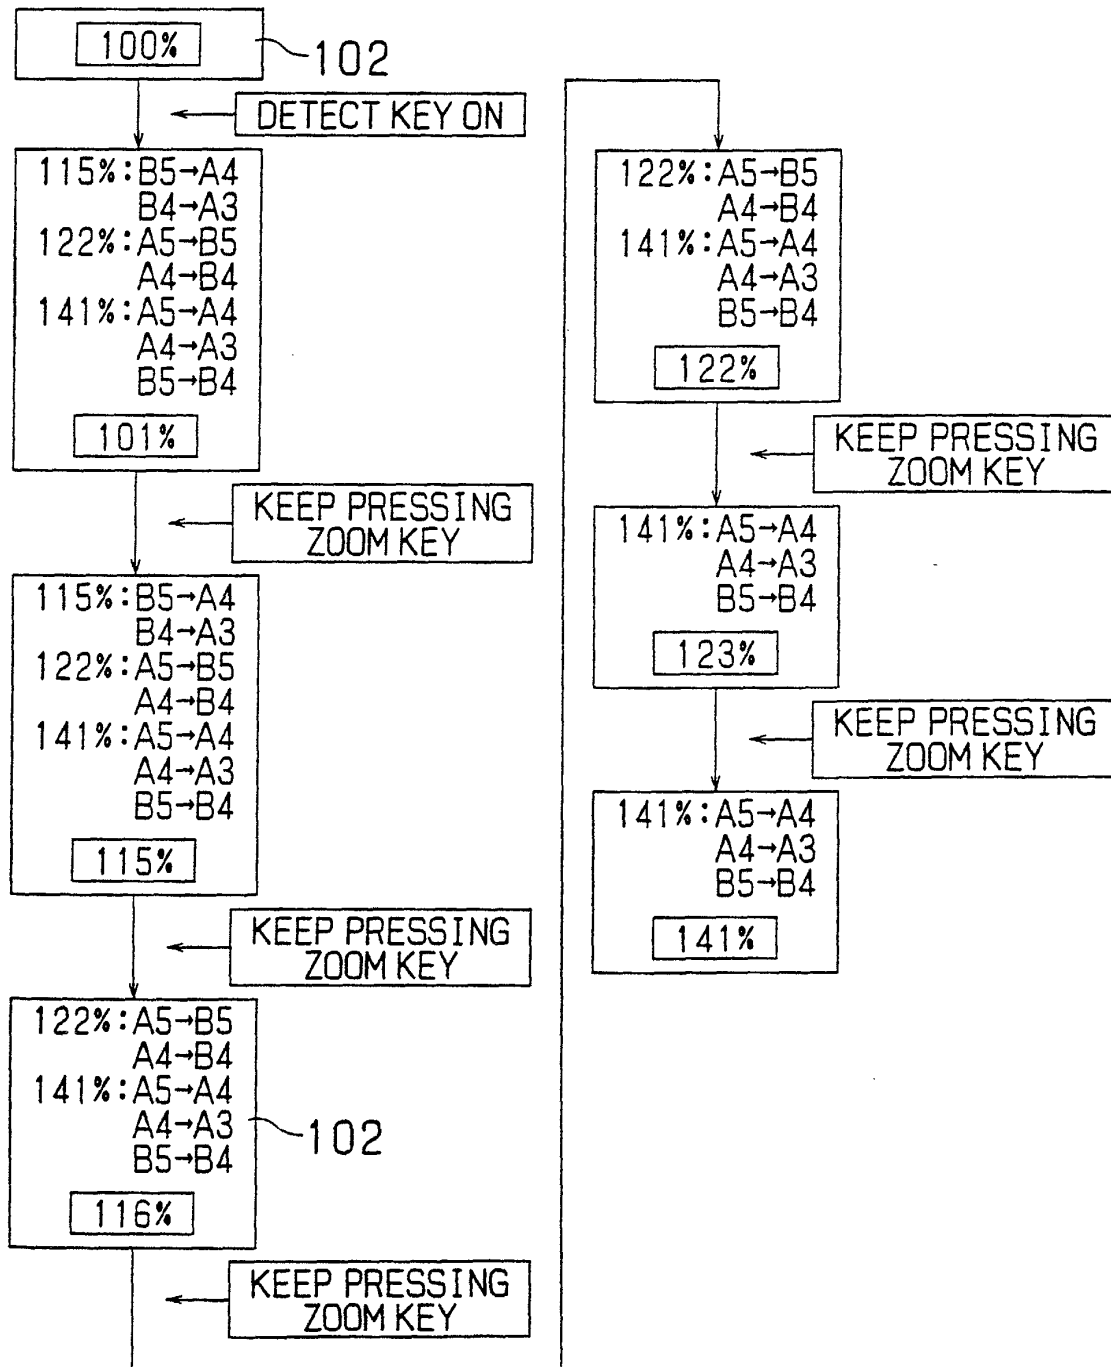 100%
102
DETECT KEY ON
115%:B5→A4
B4→A3
122%:A5→B5
A4→B4
141%:A5→A4
A4→A3
B5→B4
101%
KEEP PRESSING
ZOOM KEY
115%:B5→A4
B4→A3
122%:A5→B5
A4→B4
141%:A5→A4
A4→A3
B5→B4
115%
KEEP PRESSING
ZOOM KEY
122%:A5→B5
A4→B4
141%:A5→A4
A4→A3
B5→B4
102
116%
KEEP PRESSING
ZOOM KEY
122%:A5→B5
A4→B4
141%:A5→A4
A4→A3
B5→B4
122%
KEEP PRESSING
ZOOM KEY
141%:A5→A4
A4→A3
B5→B4
123%
KEEP PRESSING
ZOOM KEY
141%:A5→A4
A4→A3
B5→B4
141%